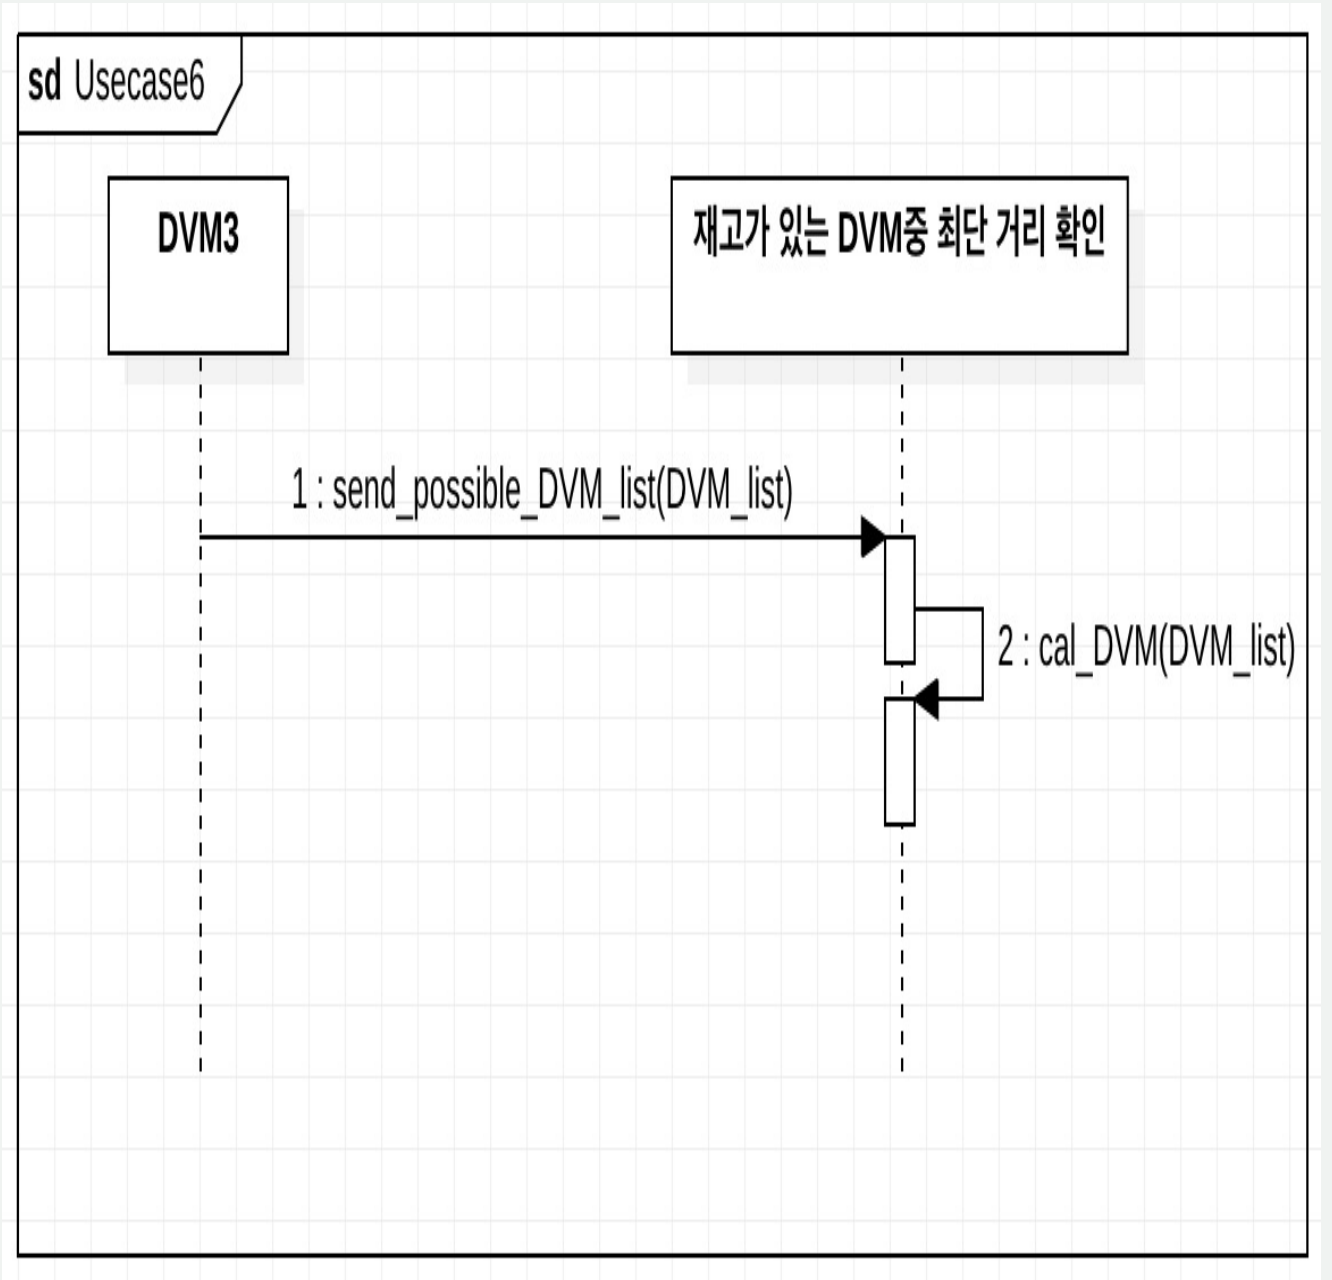 sd Usecase6
DVM3
재고가 있는 DVM중 최단 거리 확인
1 : send_possible_DVM_list(DVM_list)
2 : cal_DVM(DVM_list)